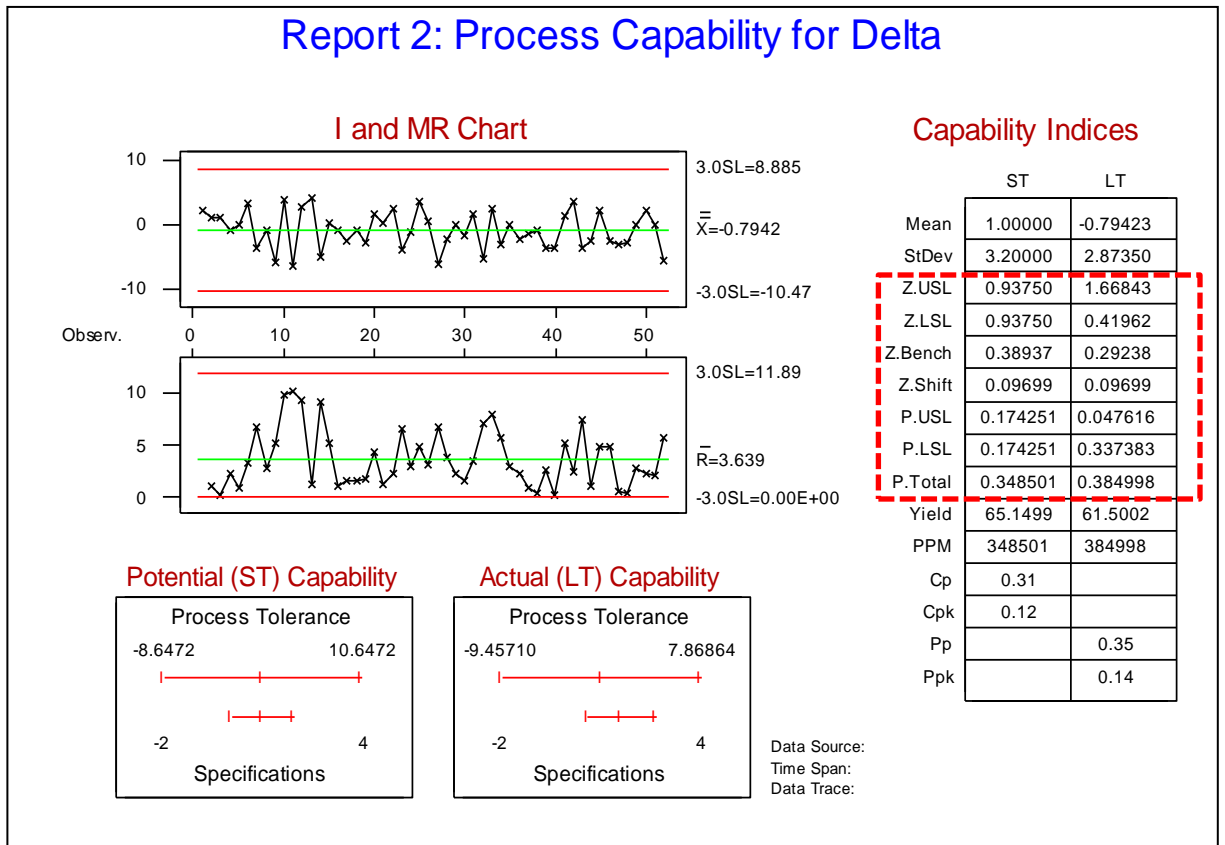 Report 2: Process Capability for Delta
I and MR Chart
10
0
-10
3.0SL=8.885
X=-0.7942
-3.0SL=-10.47
Observ.
0 10 20 30 40 50
10
5
0
3.0SL=11.89
R=3.639
-3.0SL=0.00E+00
Capability Indices
ST LT
Mean 1.00000 -0.79423
StDev 3.20000 2.87350
Z.USL 0.93750 1.66843
Z.LSL 0.93750 0.41962
Z.Bench 0.38937 0.29238
Z.Shift 0.09699 0.09699
P.USL 0.174251 0.047616
P.LSL 0.174251 0.337383
P.Total 0.348501 0.384998
Yield 65.1499 61.5002
PPM 348501 384998
Cp 0.31
Cpk 0.12
Pp 0.35
Ppk 0.14
Potential (ST) Capability
Process Tolerance
-8.6472 10.6472
-2 4
Specifications
Actual (LT) Capability
Process Tolerance
-9.45710 7.86864
-2 4
Specifications
Data Source:
Time Span:
Data Trace: